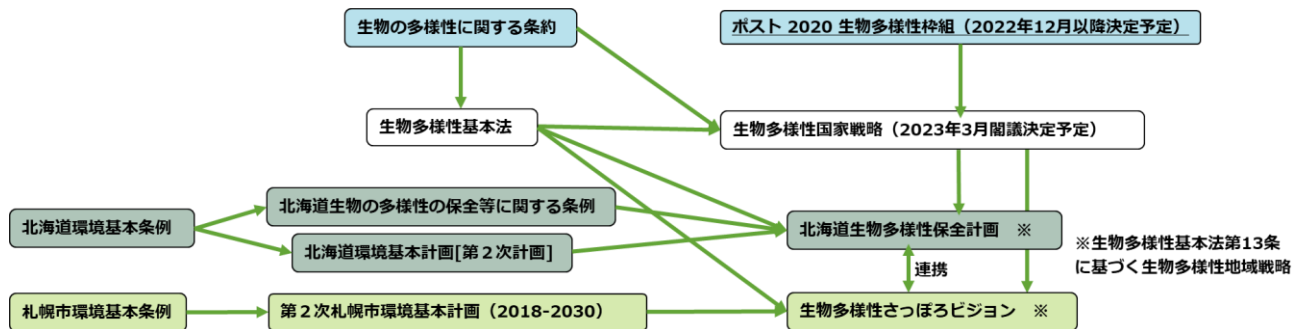 生物の多様性に関する条約
ポスト 2020 生物多様性枠組（2022年12月以降決定予定）
生物多様性基本法
生物多様性国家戦略（2023年3月閣議決定予定）
北海道環境基本条例
北海道生物の多様性の保全等に関する条例
北海道環境基本計画[第２次計画]
北海道生物多様性保全計画　※
※生物多様性基本法第13条
に基づく生物多様性地域戦略
連携
札幌市環境基本条例
第２次札幌市環境基本計画（2018-2030）
生物多様性さっぽろビジョン　※